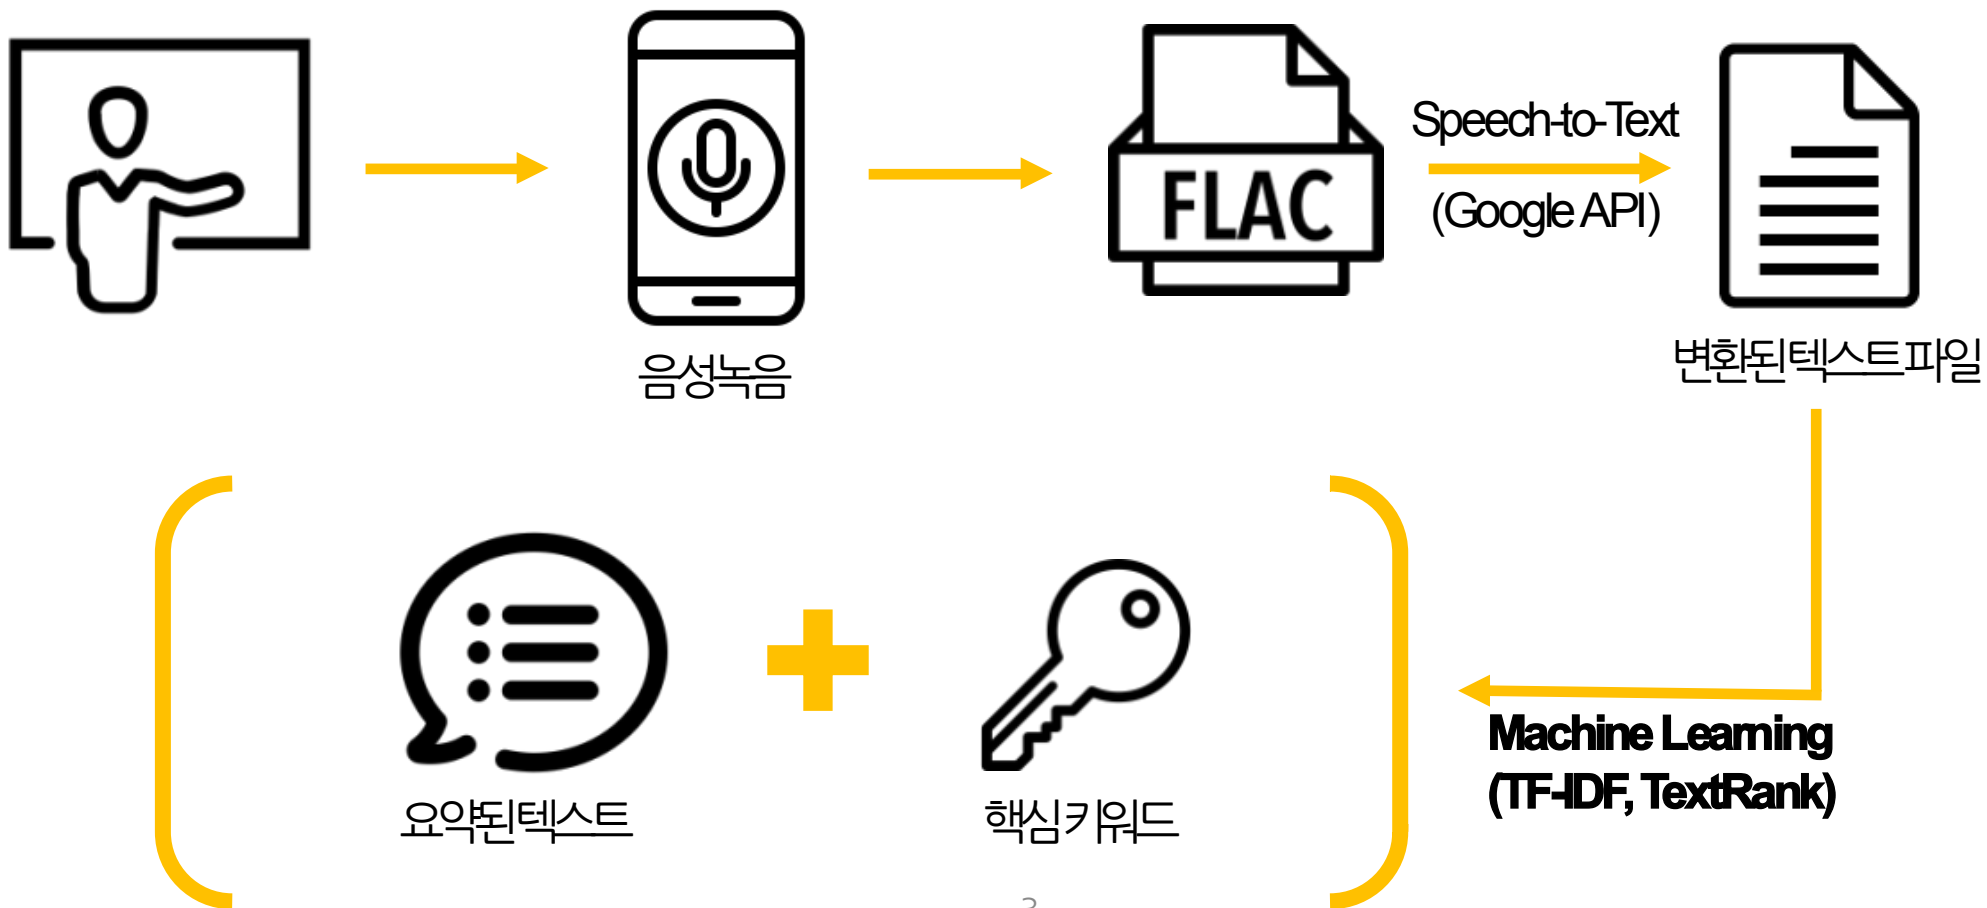 FLAC
Speech-to-Text
(Google API)
음성녹음
변환된 텍스트 파일
Machine Learning
(TF-IDF, TextRank)
요약된 텍스트
핵심 키워드